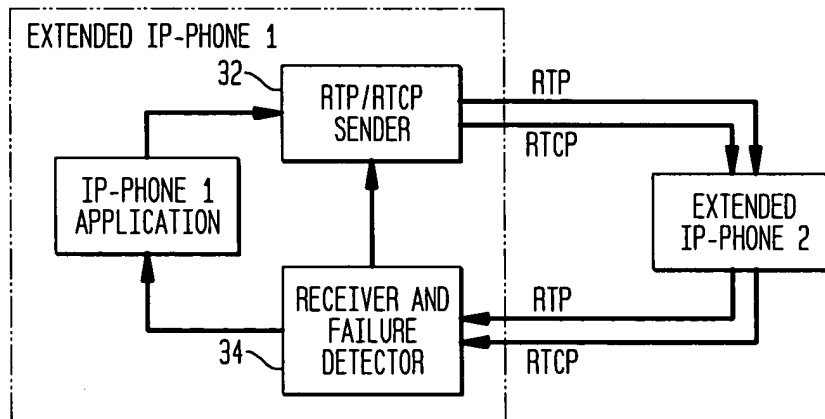 EXTENDED IP-PHONE 1
32
RTP/RTCP
SENDER
RTP
RTCP
IP-PHONE 1
APPLICATION
EXTENDED
IP-PHONE 2
RECEIVER AND
FAILURE
DETECTOR
34
RTP
RTCP